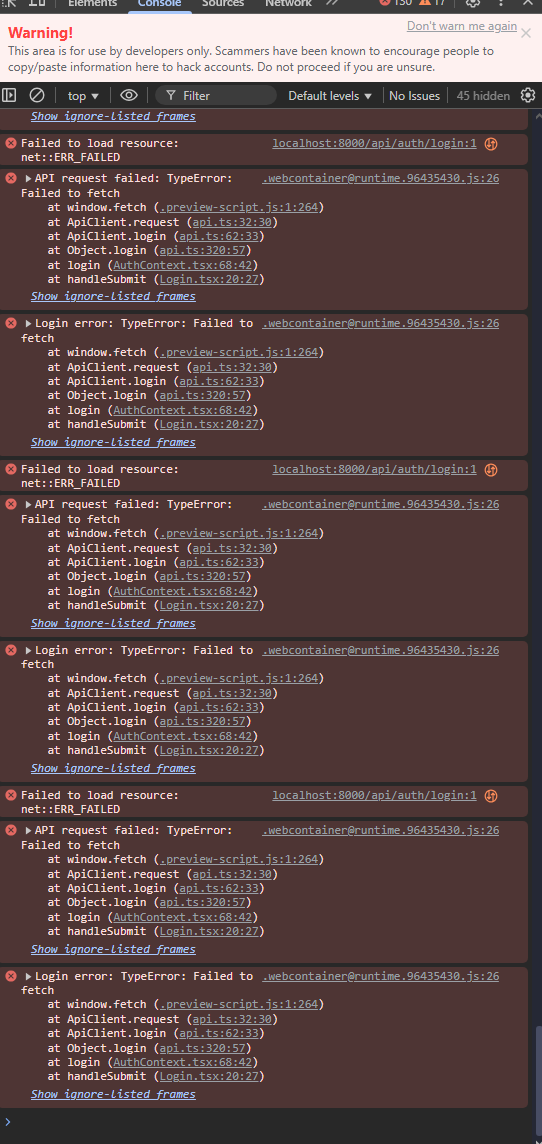 Elements Console Sources Network 130 17
Warning! Don't warn me again
This area is for use by developers only. Scammers have been known to encourage people to
copy/paste information here to hack accounts. Do not proceed if you are unsure.
top Filter Default levels No Issues 45 hidden
Show ignore-listed frames
Failed to load resource: localhost:8000/api/auth/login:1
net::ERR_FAILED
API request failed: TypeError: .webcontainer@runtime.96435430.js:26
Failed to fetch
at window.fetch (.preview-script.js:1:264)
at ApiClient.request (api.ts:32:30)
at ApiClient.login (api.ts:62:33)
at Object.login (api.ts:320:57)
at login (AuthContext.tsx:68:42)
at handleSubmit (Login.tsx:20:27)
Show ignore-listed frames
Login error: TypeError: Failed to .webcontainer@runtime.96435430.js:26
fetch
at window.fetch (.preview-script.js:1:264)
at ApiClient.request (api.ts:32:30)
at ApiClient.login (api.ts:62:33)
at Object.login (api.ts:320:57)
at login (AuthContext.tsx:68:42)
at handleSubmit (Login.tsx:20:27)
Show ignore-listed frames
Failed to load resource: localhost:8000/api/auth/login:1
net::ERR_FAILED
API request failed: TypeError: .webcontainer@runtime.96435430.js:26
Failed to fetch
at window.fetch (.preview-script.js:1:264)
at ApiClient.request (api.ts:32:30)
at ApiClient.login (api.ts:62:33)
at Object.login (api.ts:320:57)
at login (AuthContext.tsx:68:42)
at handleSubmit (Login.tsx:20:27)
Show ignore-listed frames
Login error: TypeError: Failed to .webcontainer@runtime.96435430.js:26
fetch
at window.fetch (.preview-script.js:1:264)
at ApiClient.request (api.ts:32:30)
at ApiClient.login (api.ts:62:33)
at Object.login (api.ts:320:57)
at login (AuthContext.tsx:68:42)
at handleSubmit (Login.tsx:20:27)
Show ignore-listed frames
Failed to load resource: localhost:8000/api/auth/login:1
net::ERR_FAILED
API request failed: TypeError: .webcontainer@runtime.96435430.js:26
Failed to fetch
at window.fetch (.preview-script.js:1:264)
at ApiClient.request (api.ts:32:30)
at ApiClient.login (api.ts:62:33)
at Object.login (api.ts:320:57)
at login (AuthContext.tsx:68:42)
at handleSubmit (Login.tsx:20:27)
Show ignore-listed frames
Login error: TypeError: Failed to .webcontainer@runtime.96435430.js:26
fetch
at window.fetch (.preview-script.js:1:264)
at ApiClient.request (api.ts:32:30)
at ApiClient.login (api.ts:62:33)
at Object.login (api.ts:320:57)
at login (AuthContext.tsx:68:42)
at handleSubmit (Login.tsx:20:27)
Show ignore-listed frames